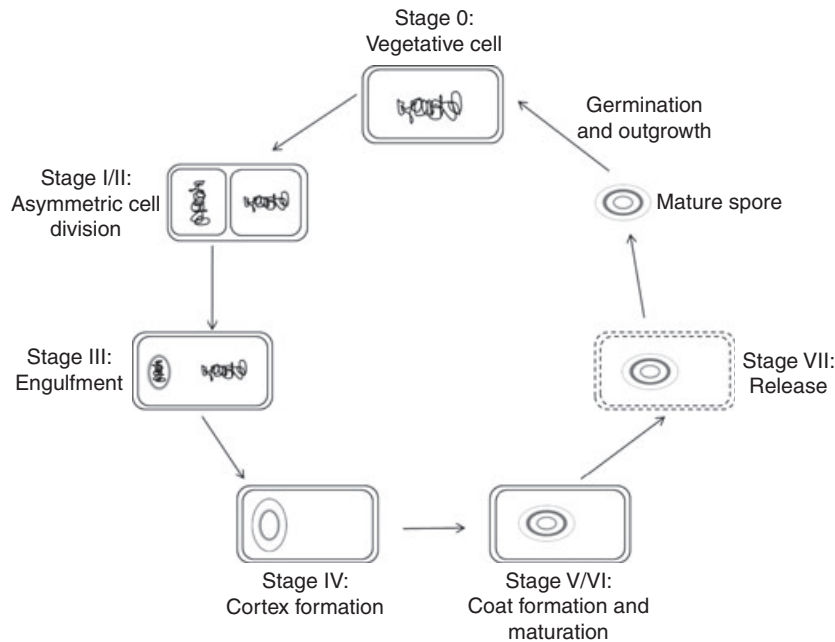 Stage 0:
Vegetative cell
Germination
and outgrowth
Stage I/II:
Asymmetric cell
division
Mature spore
Stage III:
Engulfment
Stage VII:
Release
Stage IV:
Cortex formation
Stage V/VI:
Coat formation and
maturation